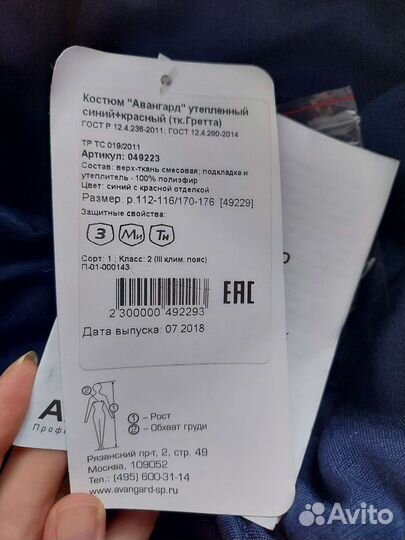 Костюм "Авангард" утепленный
синий+красный (тк.Гретта)
ГОСТ Р 12.4.236-2011; ГОСТ 12.4.280-2014
ТР ТС 019/2011
Артикул: 049223
Состав: верх-ткань смесовая; подкладка и
утеплитель - 100% полиэфир
Цвет: синий с красной отделкой
Размер: р 112-116/170-176 [49229]
Защитные свойства:
З Ми Тн
Сорт: 1 ; Класс: 2 (III клим. пояс)
П-01-000143
2 300000 492293
ЕАС
Дата выпуска: 07.2018
А
Профе
② ①
① – Рост
② – Обхват груди
Рязанский пр-т, 2, стр. 49
Москва, 109052
Тел.: (495) 600-31-14
www.avangard-sp.ru
Avito